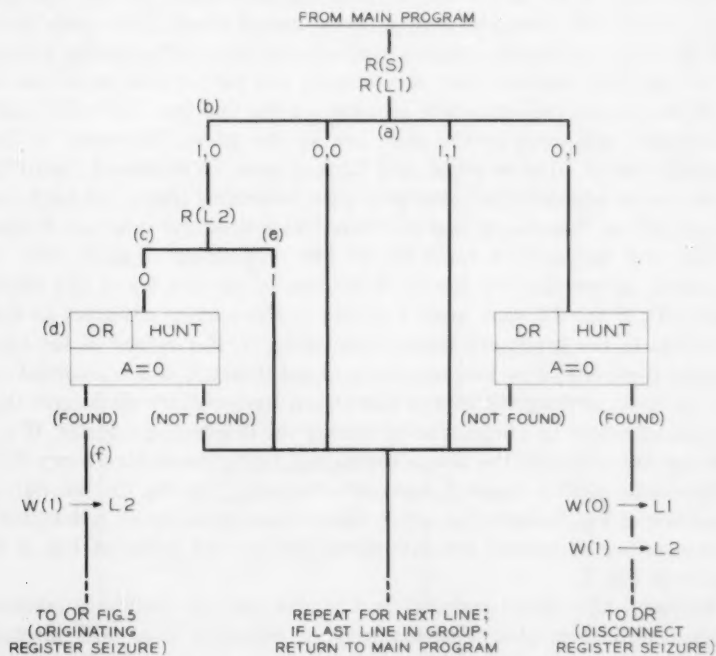 FROM MAIN PROGRAM
R(S)
R(L1)
(b)
(a)
1,0
0,0
1,1
0,1
R(L2)
(c)
(e)
0
1
(d)
OR HUNT
A=0
DR HUNT
A=0
(FOUND)
(NOT FOUND)
(NOT FOUND)
(FOUND)
(f)
W(1) → L2
W(0) → L1
W(1) → L2
TO OR FIG.5
(ORIGINATING
REGISTER SEIZURE)
REPEAT FOR NEXT LINE;
IF LAST LINE IN GROUP,
RETURN TO MAIN PROGRAM
TO DR
(DISCONNECT
REGISTER SEIZURE)